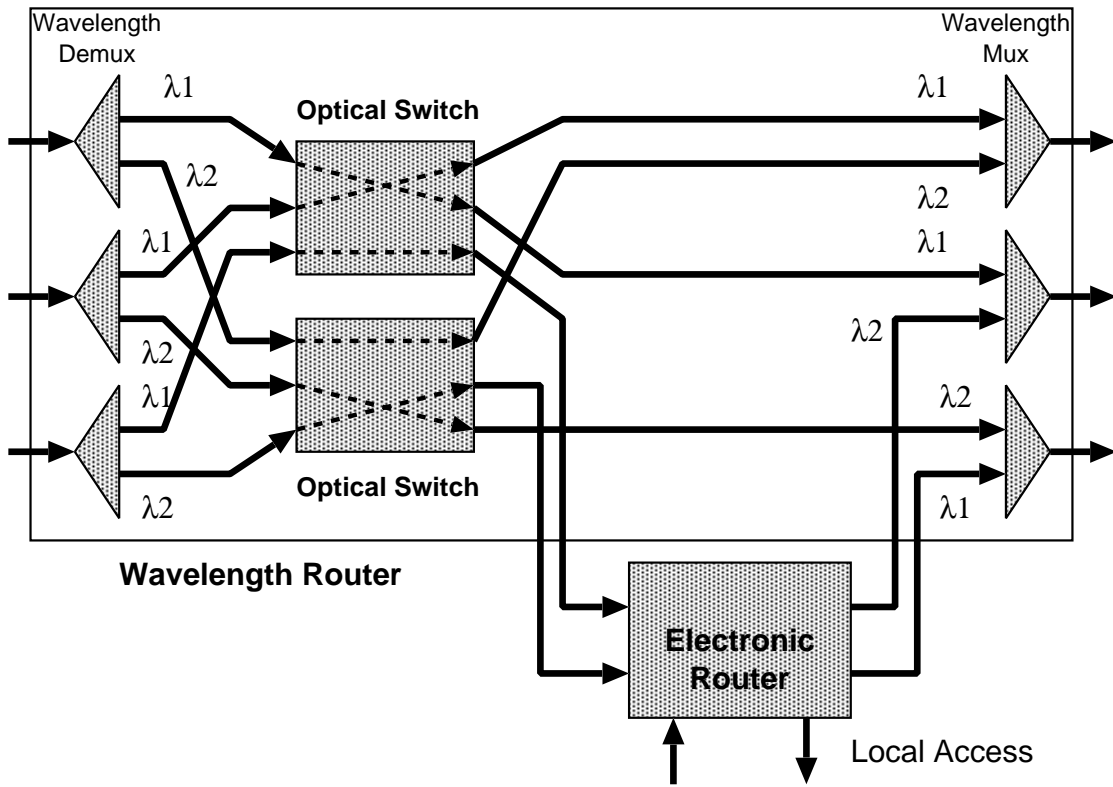 Wavelength
Demux
Wavelength
Mux
λ1
Optical Switch
λ1
λ2
λ2
λ1
λ1
λ2
λ2
λ1
λ2
Optical Switch
λ2
λ1
Wavelength Router
Electronic
Router
Local Access